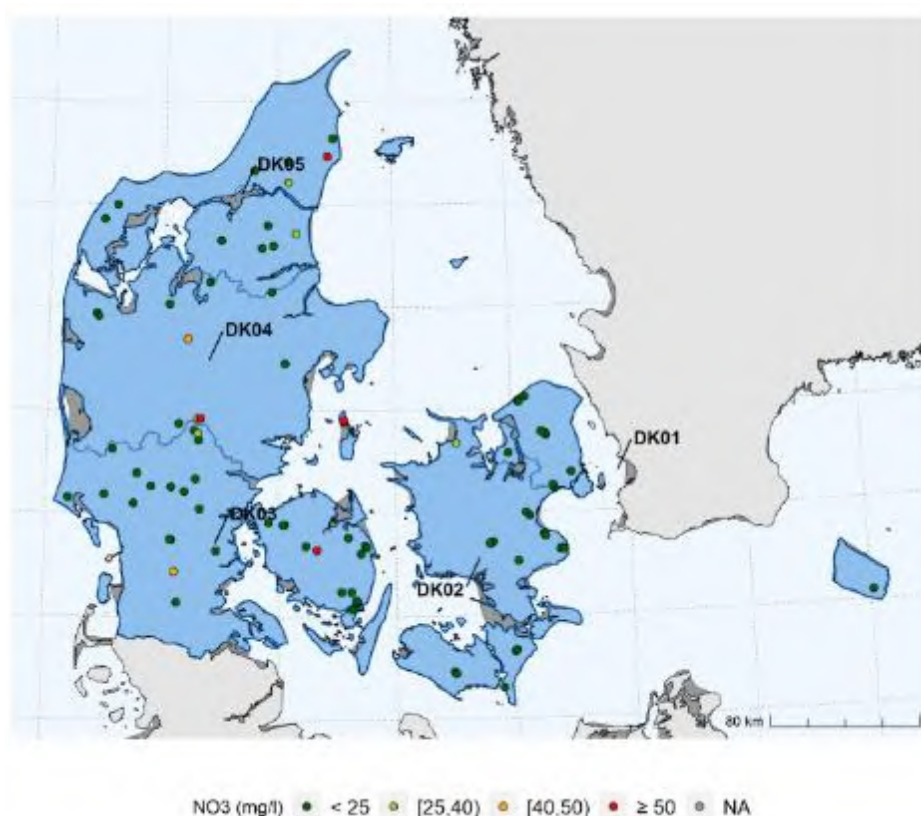 DK05
DK04
DK01
DK03
DK02
80 km
NO3 (mg/l) < 25 [25,40) [40,50) ≥ 50 NA